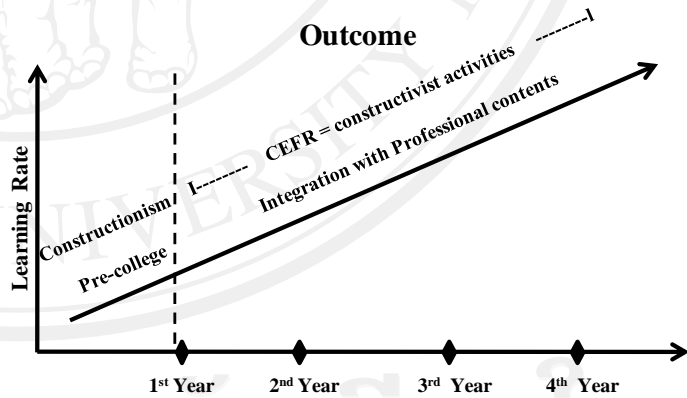 Outcome
Learning Rate
Constructionism
I------- CEFR = constructivist activities -------I
Pre-college
Integration with Professional contents
1st Year
2nd Year
3rd Year
4th Year
UNIVERSITY